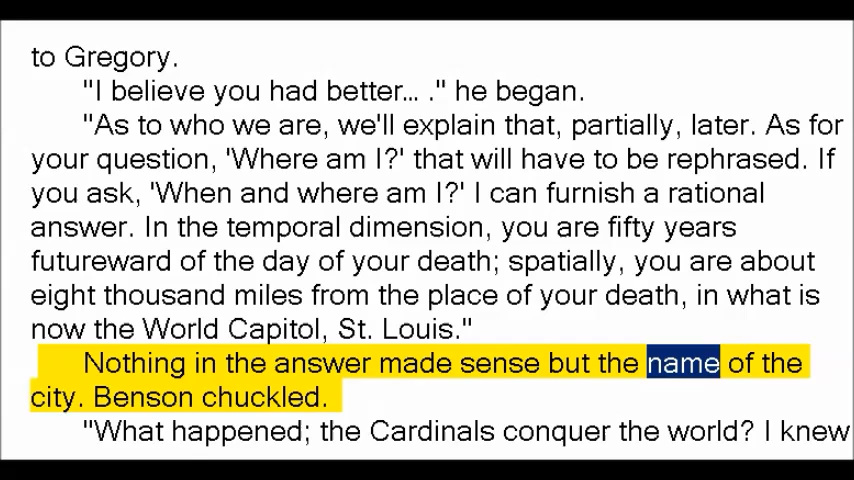 to Gregory.
"I believe you had better... ." he began.
"As to who we are, we'll explain that, partially, later. As for
your question, 'Where am I?' that will have to be rephrased. If
you ask, 'When and where am I?' I can furnish a rational
answer. In the temporal dimension, you are fifty years
futureward of the day of your death; spatially, you are about
eight thousand miles from the place of your death, in what is
now the World Capitol, St. Louis."
Nothing in the answer made sense but the name of the
city. Benson chuckled.
"What happened; the Cardinals conquer the world? I knew